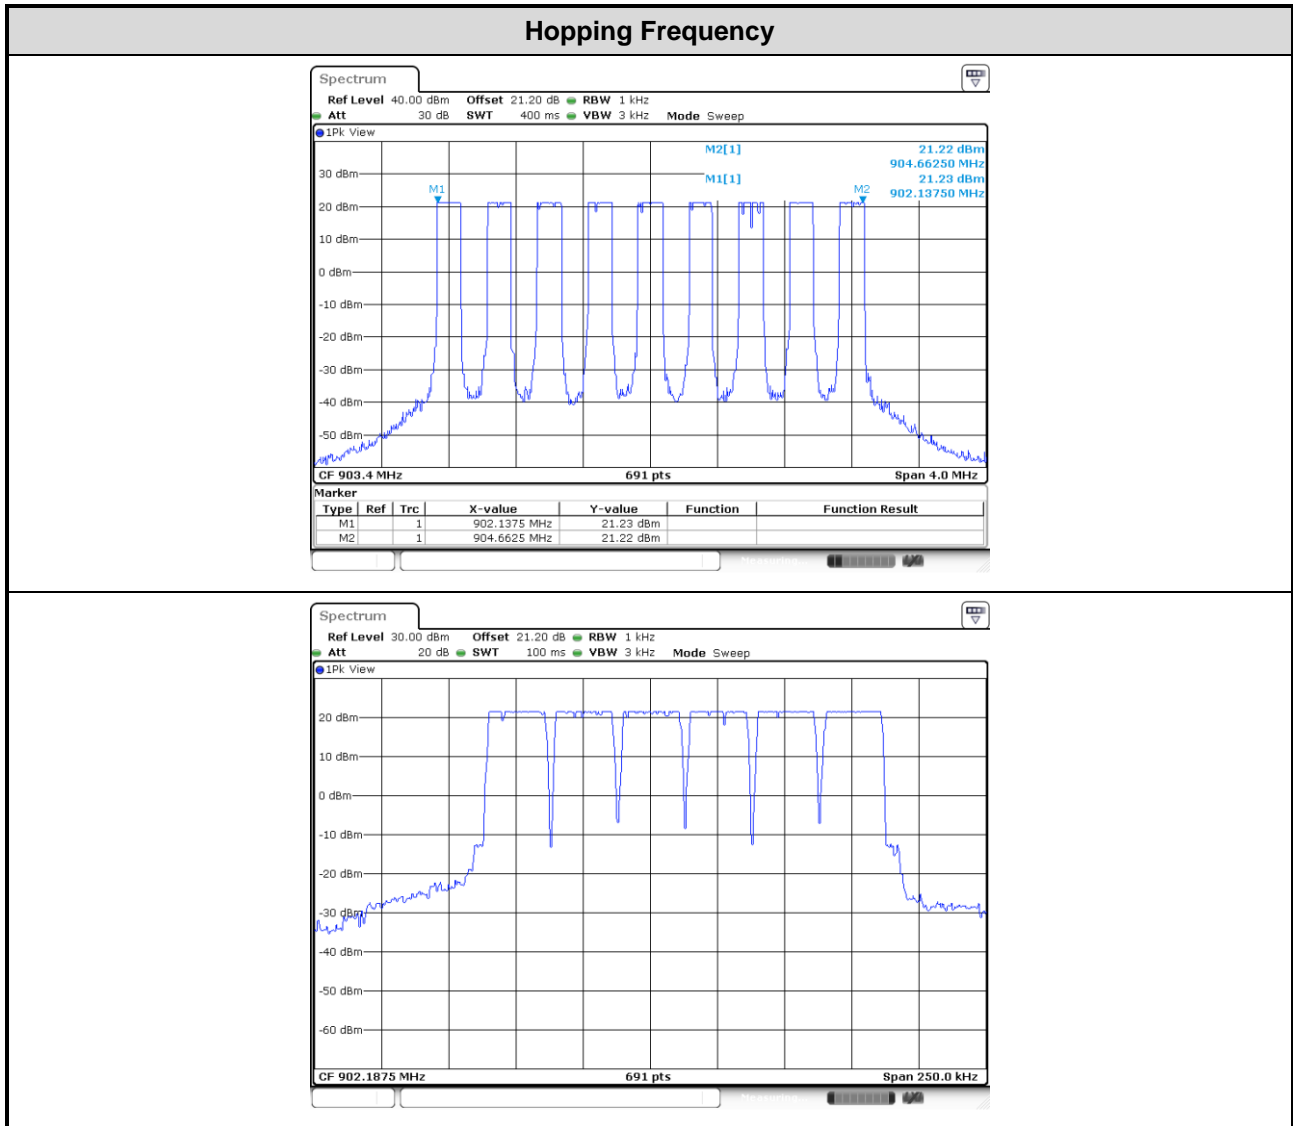 Hopping Frequency
Spectrum
Ref Level 40.00 dBm Offset 21.20 dB RBW 1 kHz
Att 30 dB SWT 400 ms VBW 3 kHz Mode Sweep
1Pk View
M2[1] 21.22 dBm
904.66250 MHz
M1[1] 21.23 dBm
902.13750 MHz
M1 M2
30 dBm
20 dBm
10 dBm
0 dBm
-10 dBm
-20 dBm
-30 dBm
-40 dBm
-50 dBm
CF 903.4 MHz 691 pts Span 4.0 MHz
Marker
Type Ref Trc X-value Y-value Function Function Result
M1 1 902.1375 MHz 21.23 dBm
M2 1 904.6625 MHz 21.22 dBm
Measuring...
Spectrum
Ref Level 30.00 dBm Offset 21.20 dB RBW 1 kHz
Att 20 dB SWT 100 ms VBW 3 kHz Mode Sweep
1Pk View
20 dBm
10 dBm
0 dBm
-10 dBm
-20 dBm
-30 dBm
-40 dBm
-50 dBm
-60 dBm
CF 902.1875 MHz 691 pts Span 250.0 kHz
Measuring...